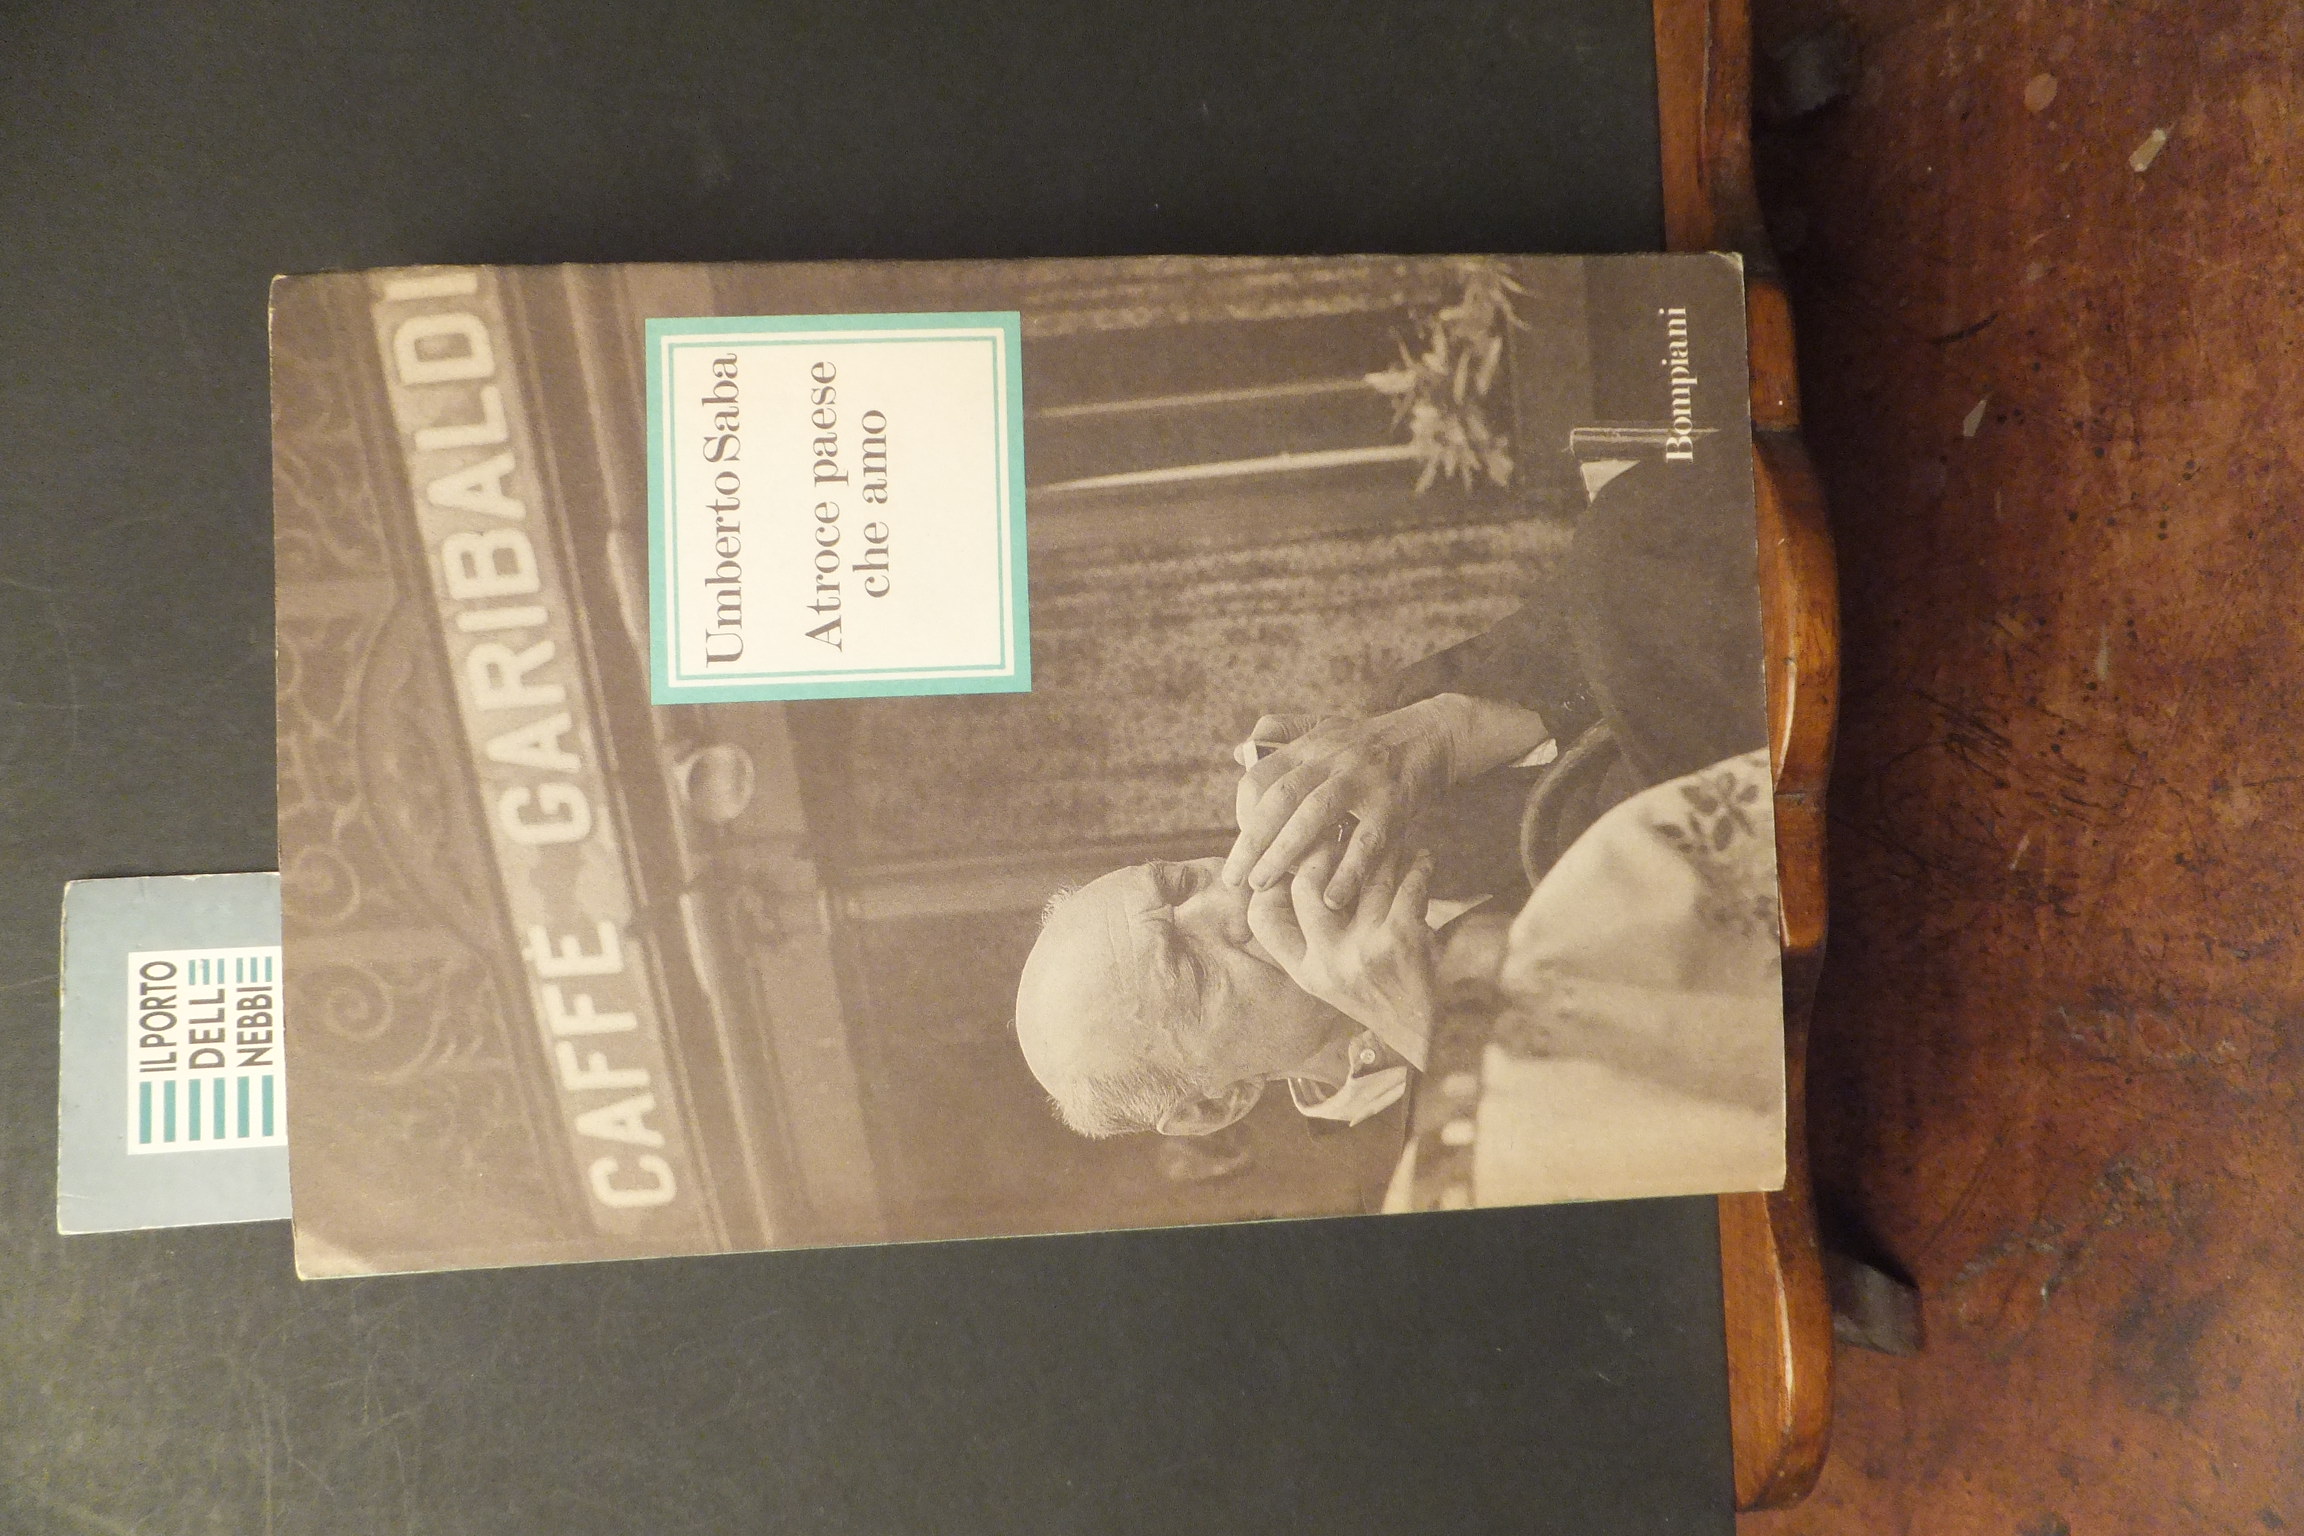 IL PORTO
DELL
NEBBI
CAFFÈ GARIBALDI
Umberto Saba
Atroce paese
che amo
Bompiani